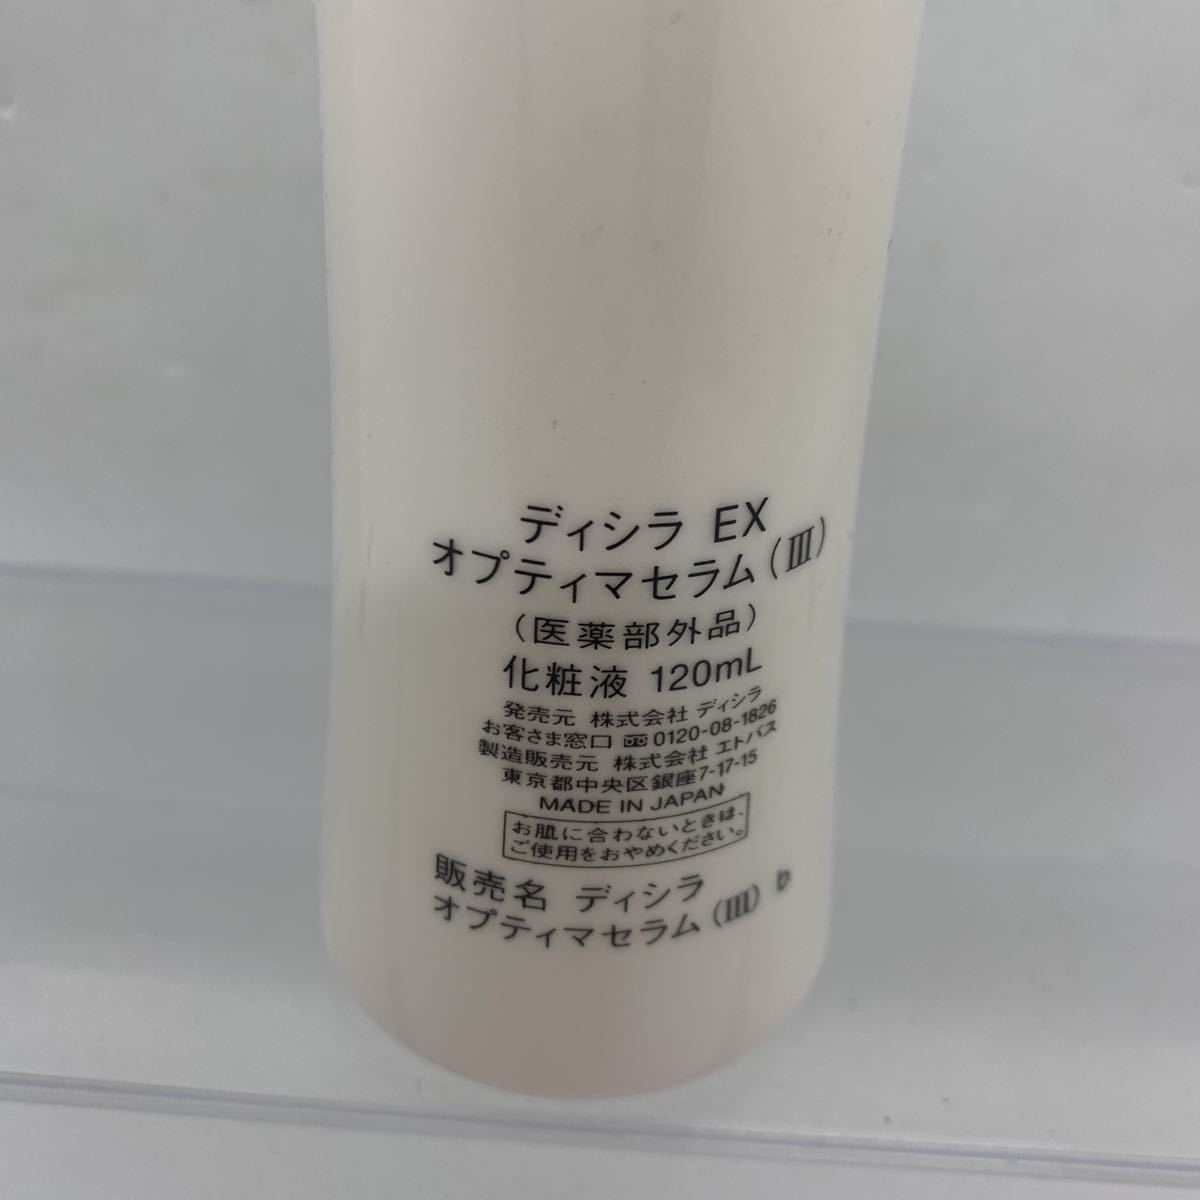 ディシラ EX
オプティマセラム(Ⅲ)
(医薬部外品)
化粧液 120mL
発売元 株式会社 ディシラ
お客さま窓口 0120-08-1826
製造販売元 株式会社 エトバス
東京都中央区銀座7-17-15
MADE IN JAPAN
お肌に合わないときは、
ご使用をおやめください。
販売名 ディシラ
オプティマセラム(Ⅲ) b